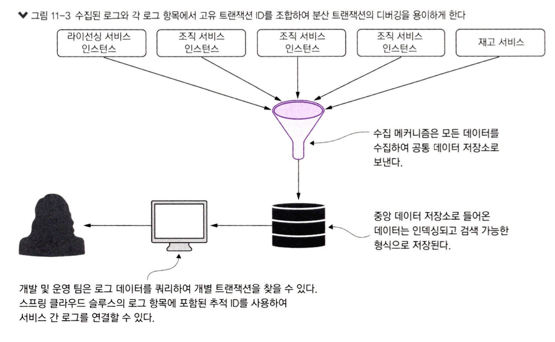 ▼ 그림 11-3 수집된 로그와 각 로그 항목에서 고유 트랜잭션 ID를 조합하여 분산 트랜잭션의 디버깅을 용이하게 한다
라이선싱 서비스
인스턴스
조직 서비스
인스턴스
조직 서비스
인스턴스
조직 서비스
인스턴스
재고 서비스
수집 메커니즘은 모든 데이터를
수집하여 공통 데이터 저장소로
보낸다.
중앙 데이터 저장소로 들어온
데이터는 인덱싱되고 검색 가능한
형식으로 저장된다.
개발 및 운영 팀은 로그 데이터를 쿼리하여 개별 트랜잭션을 찾을 수 있다.
스프링 클라우드 슬루스의 로그 항목에 포함된 추적 ID를 사용하여
서비스 간 로그를 연결할 수 있다.